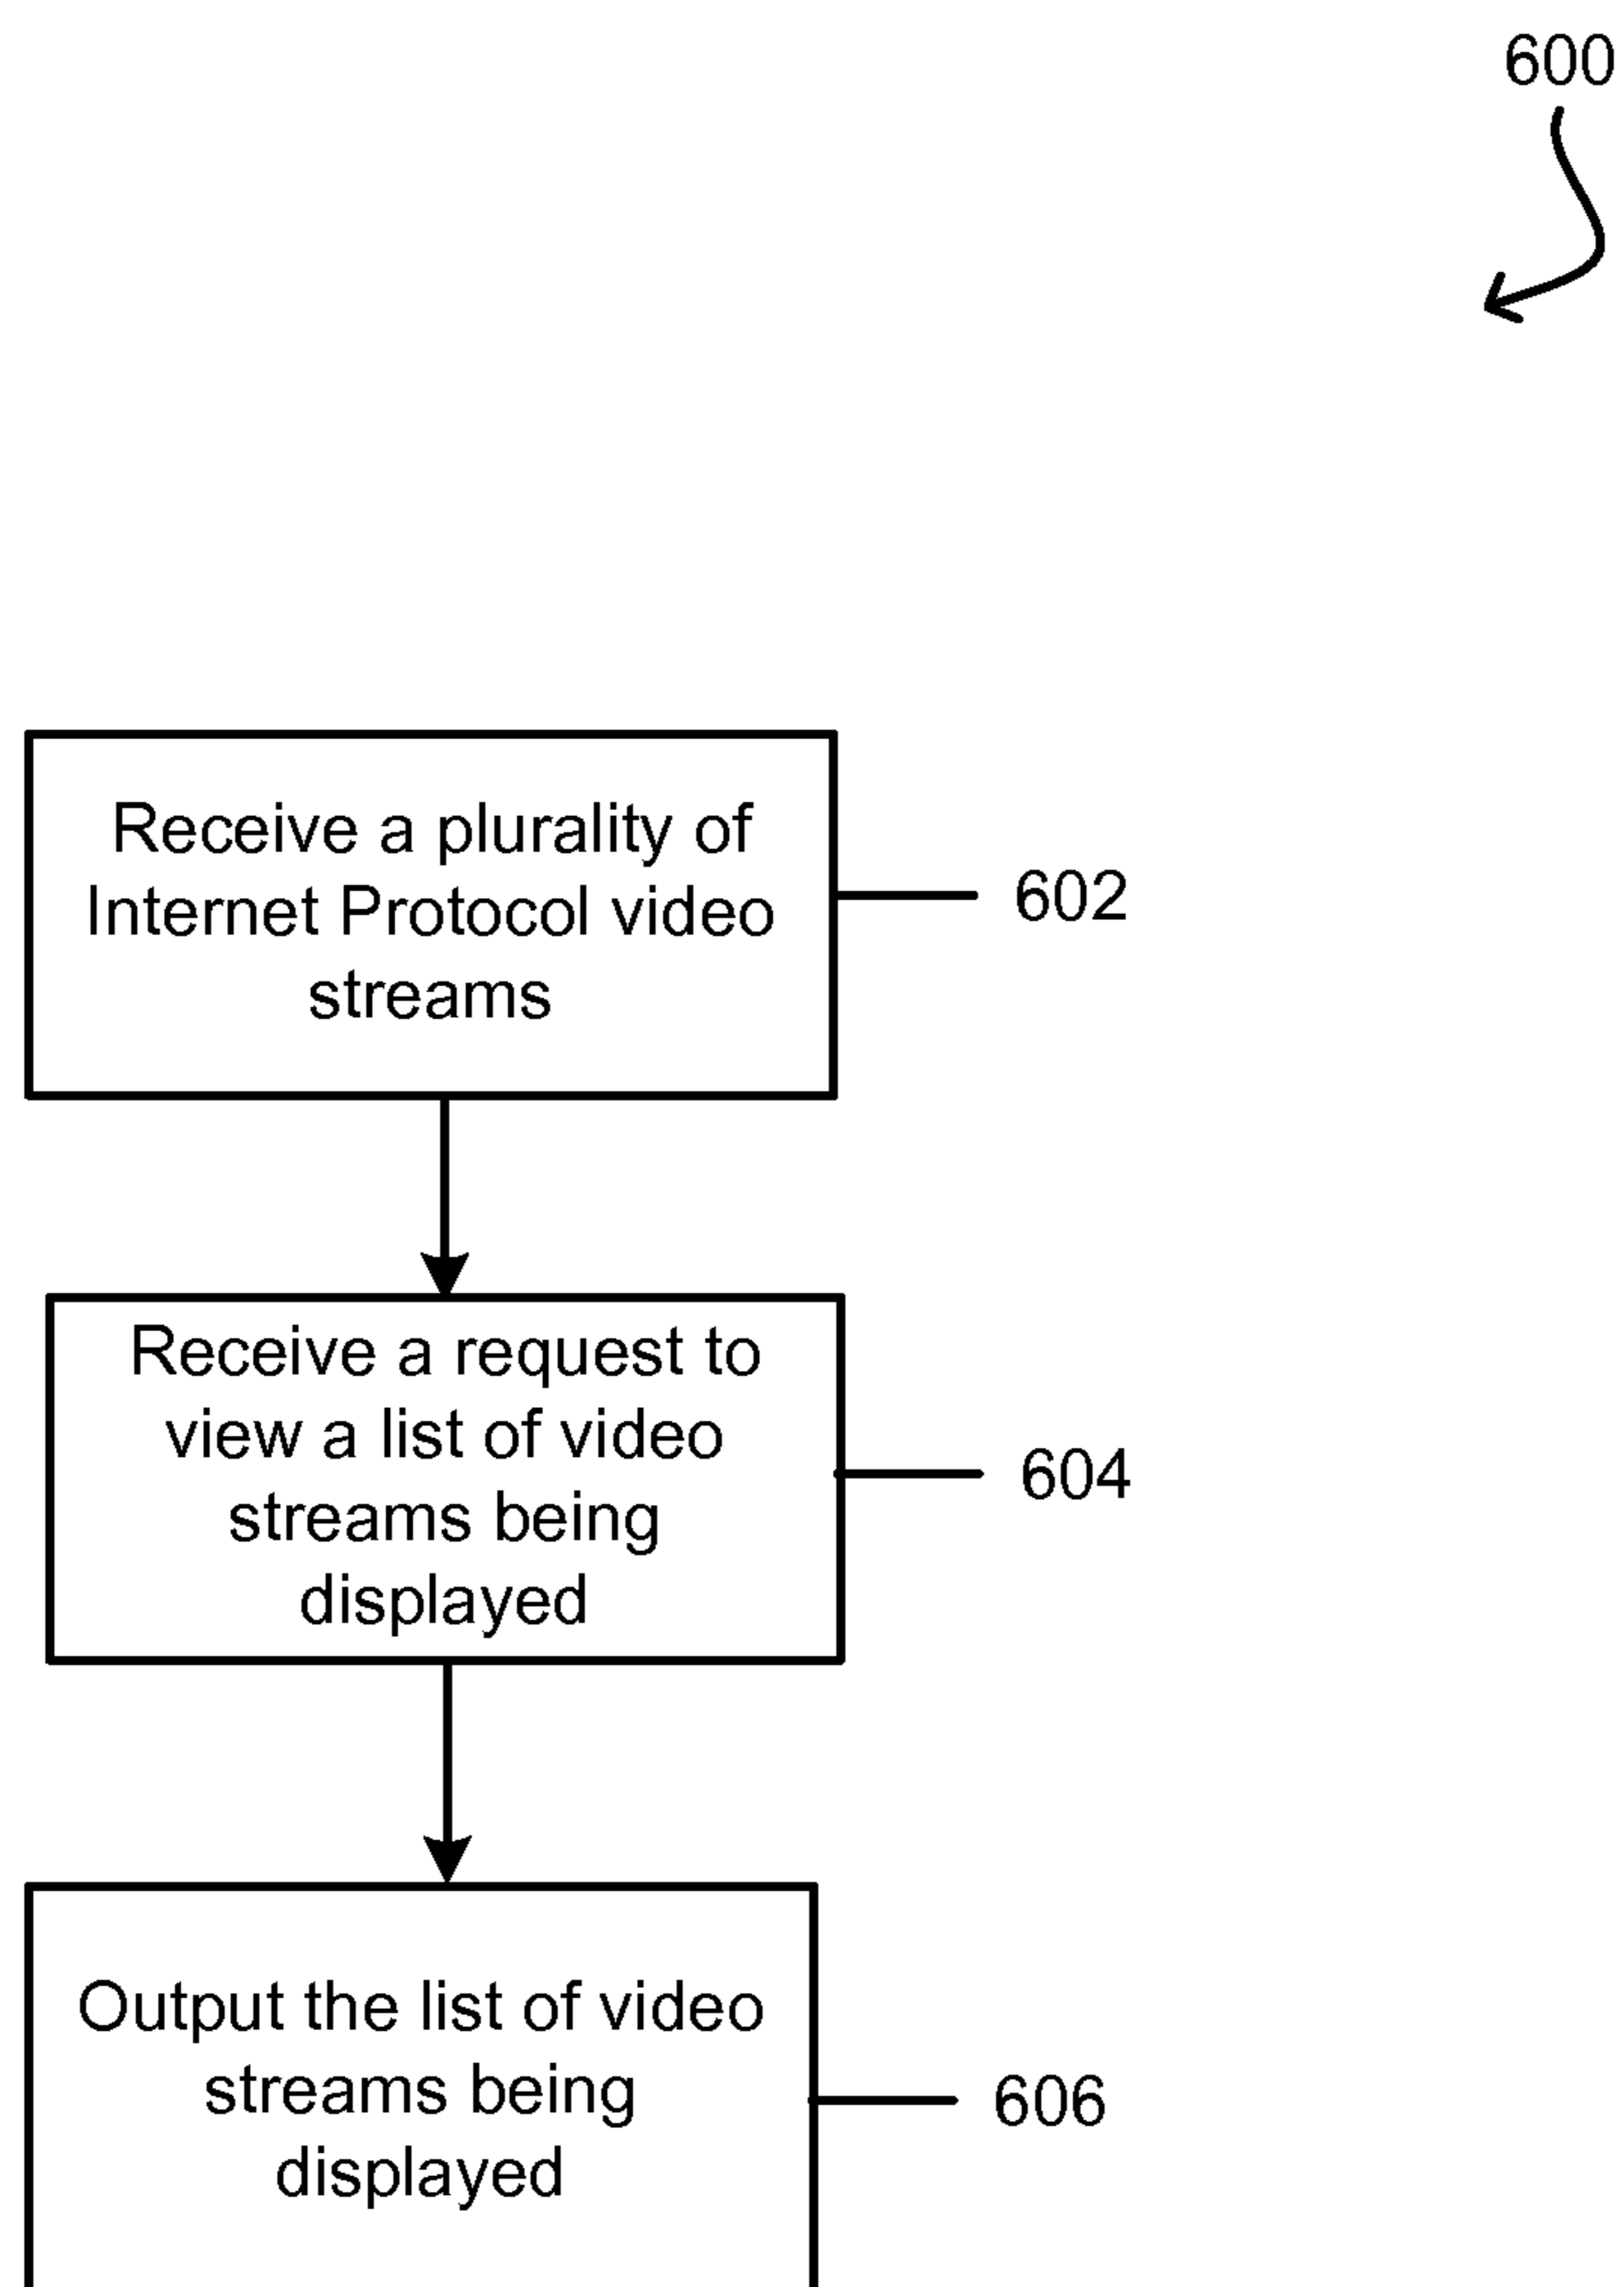 600
Receive a plurality of
Internet Protocol video
streams
602
Receive a request to
view a list of video
streams being
displayed
604
Output the list of video
streams being
displayed
606